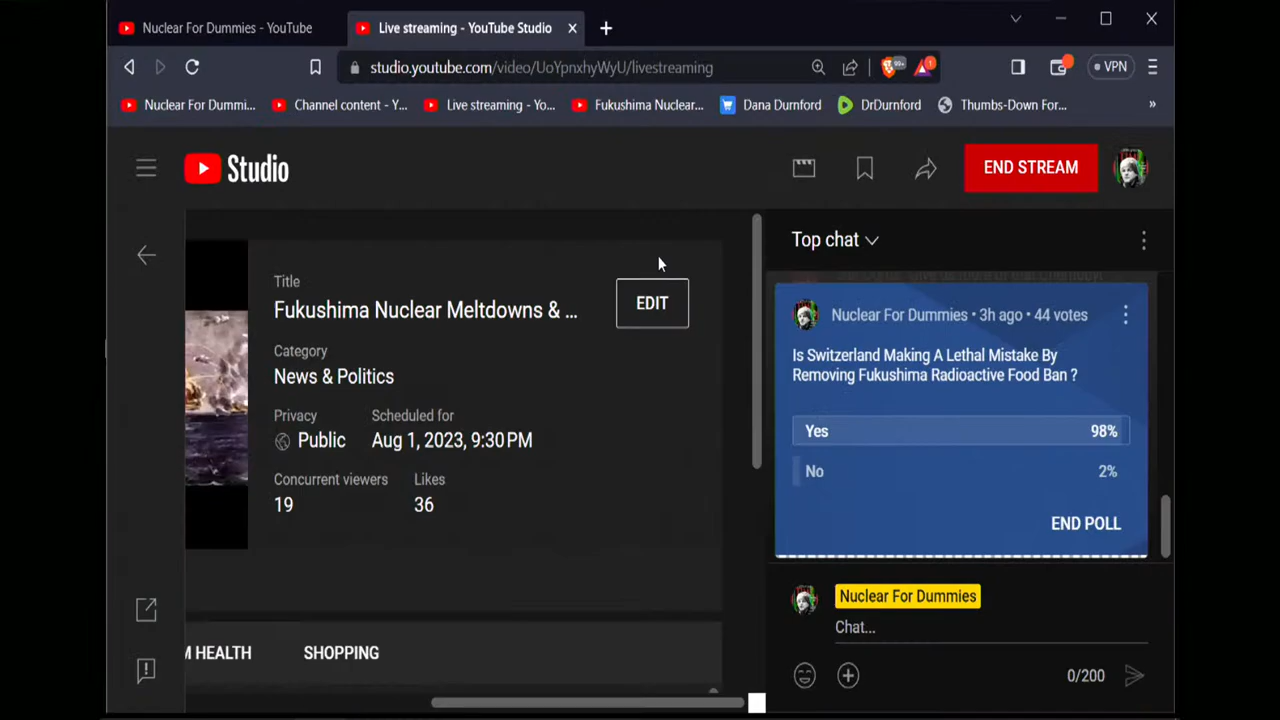 Nuclear For Dummies - YouTube
Live streaming - YouTube Studio
studio.youtube.com/video/UoYpnxhyWyU/livestreaming
99+
1
VPN
Nuclear For Dummi...
Channel content - Y...
Live streaming - Yo...
Fukushima Nuclear...
Dana Durnford
DrDurnford
Thumbs-Down For...
»
Studio
END STREAM
Title
Fukushima Nuclear Meltdowns & ...
EDIT
Category
News & Politics
Privacy Scheduled for
Public Aug 1, 2023, 9:30 PM
Concurrent viewers Likes
19 36
M HEALTH SHOPPING
Top chat
Nuclear For Dummies • 3h ago • 44 votes
Is Switzerland Making A Lethal Mistake By
Removing Fukushima Radioactive Food Ban ?
Yes 98%
No 2%
END POLL
Nuclear For Dummies
Chat...
0/200